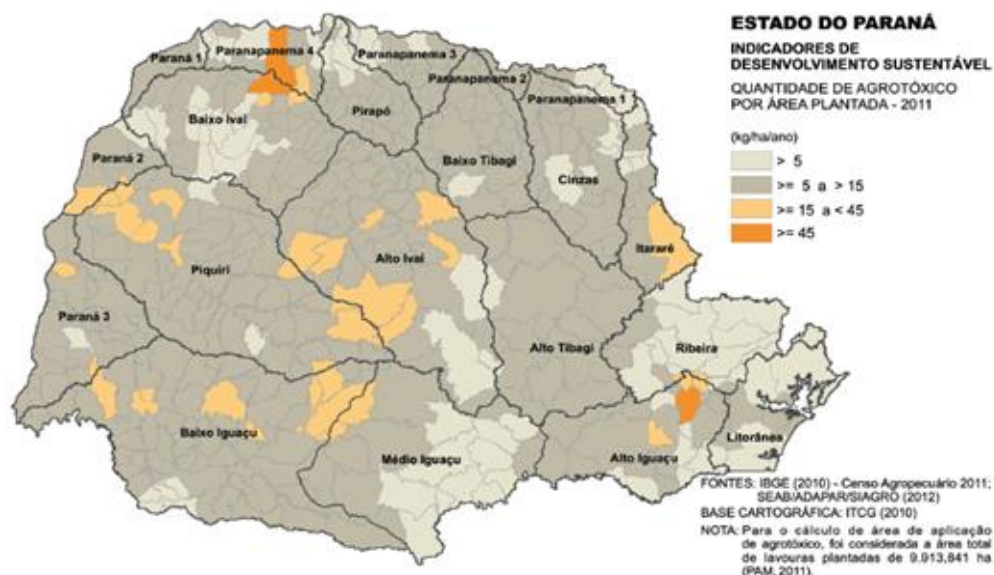 ESTADO DO PARANÁ
INDICADORES DE
DESENVOLVIMENTO SUSTENTÁVEL
QUANTIDADE DE AGROTÓXICO
POR ÁREA PLANTADA - 2011
(kg/ha/ano)
> 5
>= 5 a > 15
>= 15 a < 45
>= 45
Paraná 1
Paranapanema 4
Paranapanema 3
Paranapanema 2
Paranapanema 1
Pirapó
Baixo Ivaí
Baixo Tibagi
Cinzas
Paraná 2
Itararé
Piquiri
Alto Ivaí
Paraná 3
Alto Tibagi
Ribeira
Baixo Iguaçu
Médio Iguaçu
Alto Iguaçu
Litorânea
FONTES: IBGE (2010) - Censo Agropecuário 2011;
SEAB/ADAPAR/SIAGRO (2012)
BASE CARTOGRÁFICA: ITCG (2010)
NOTA: Para o cálculo de área de aplicação
de agrotóxico, foi considerada a área total
de lavouras plantadas de 9.913,841 ha
(PAM, 2011).